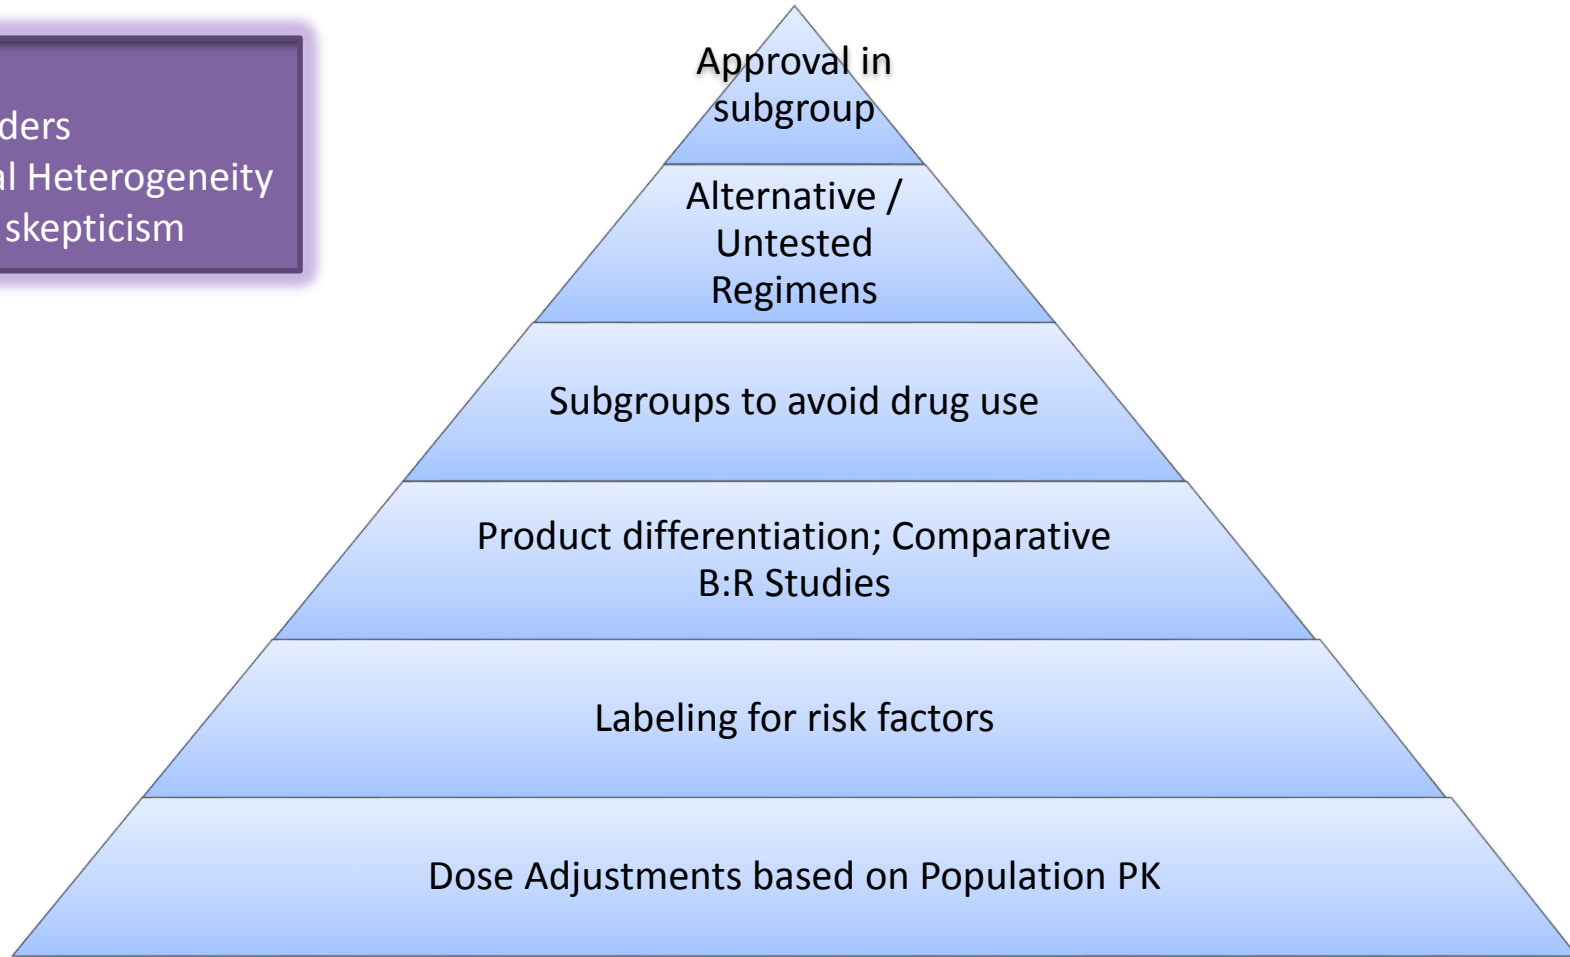 ders
al Heterogeneity
skepticism
Approval in
subgroup
Alternative /
Untested
Regimens
Subgroups to avoid drug use
Product differentiation; Comparative
B:R Studies
Labeling for risk factors
Dose Adjustments based on Population PK